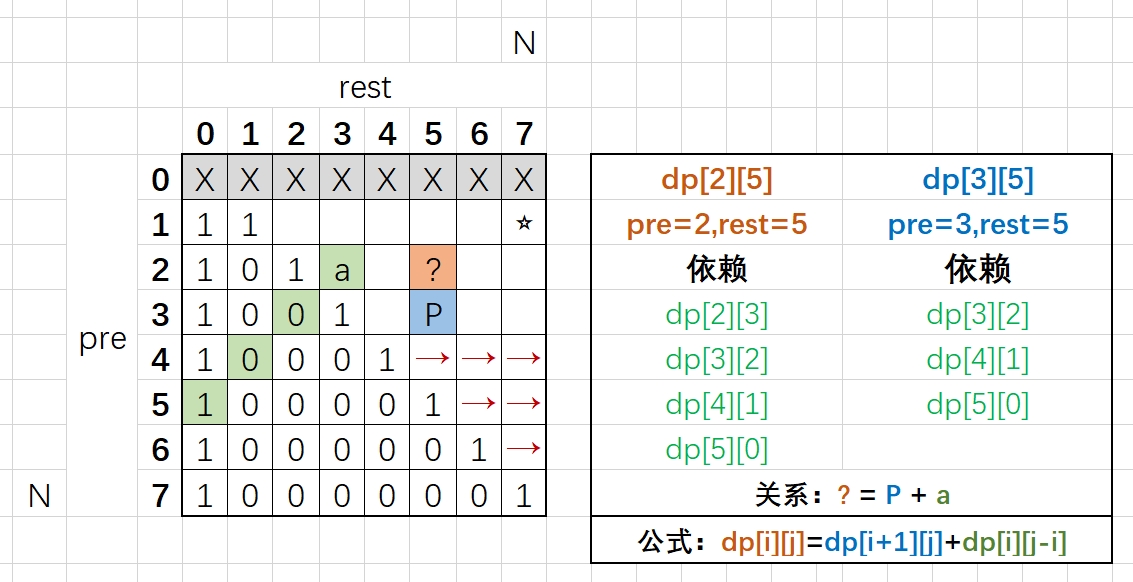 N
rest
0 1 2 3 4 5 6 7
0 X X X X X X X X
1 1 1 ☆
2 1 0 1 a ?
3 1 0 0 1 P
pre
4 1 0 0 0 1 → → →
5 1 0 0 0 0 1 → →
6 1 0 0 0 0 0 1 →
N 7 1 0 0 0 0 0 0 1
dp[2][5] dp[3][5]
pre=2,rest=5 pre=3,rest=5
依赖 依赖
dp[2][3] dp[3][2]
dp[3][2] dp[4][1]
dp[4][1] dp[5][0]
dp[5][0]
关系：? = P + a
公式：dp[i][j]=dp[i+1][j]+dp[i][j-i]